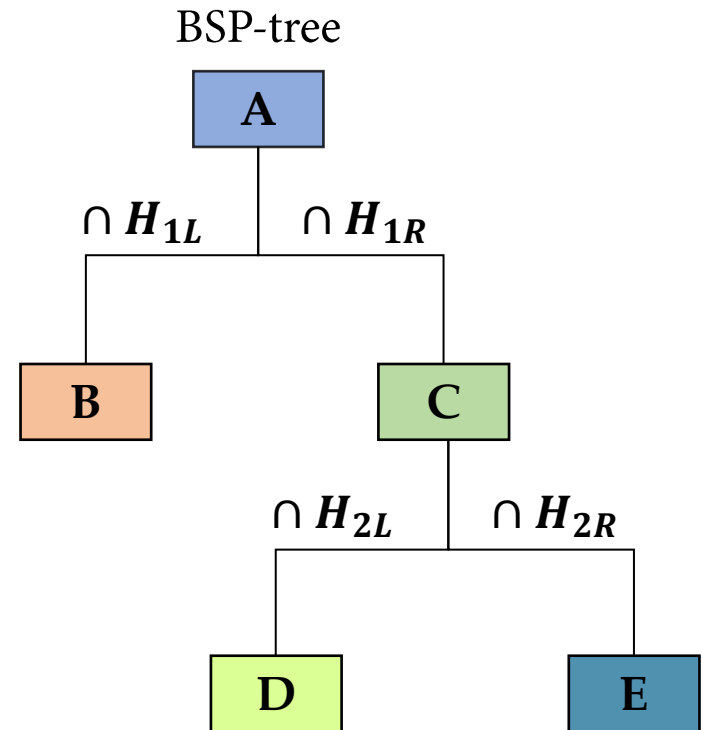 BSP-tree
A
∩ H₁L ∩ H₁R
B C
∩ H₂L ∩ H₂R
D E